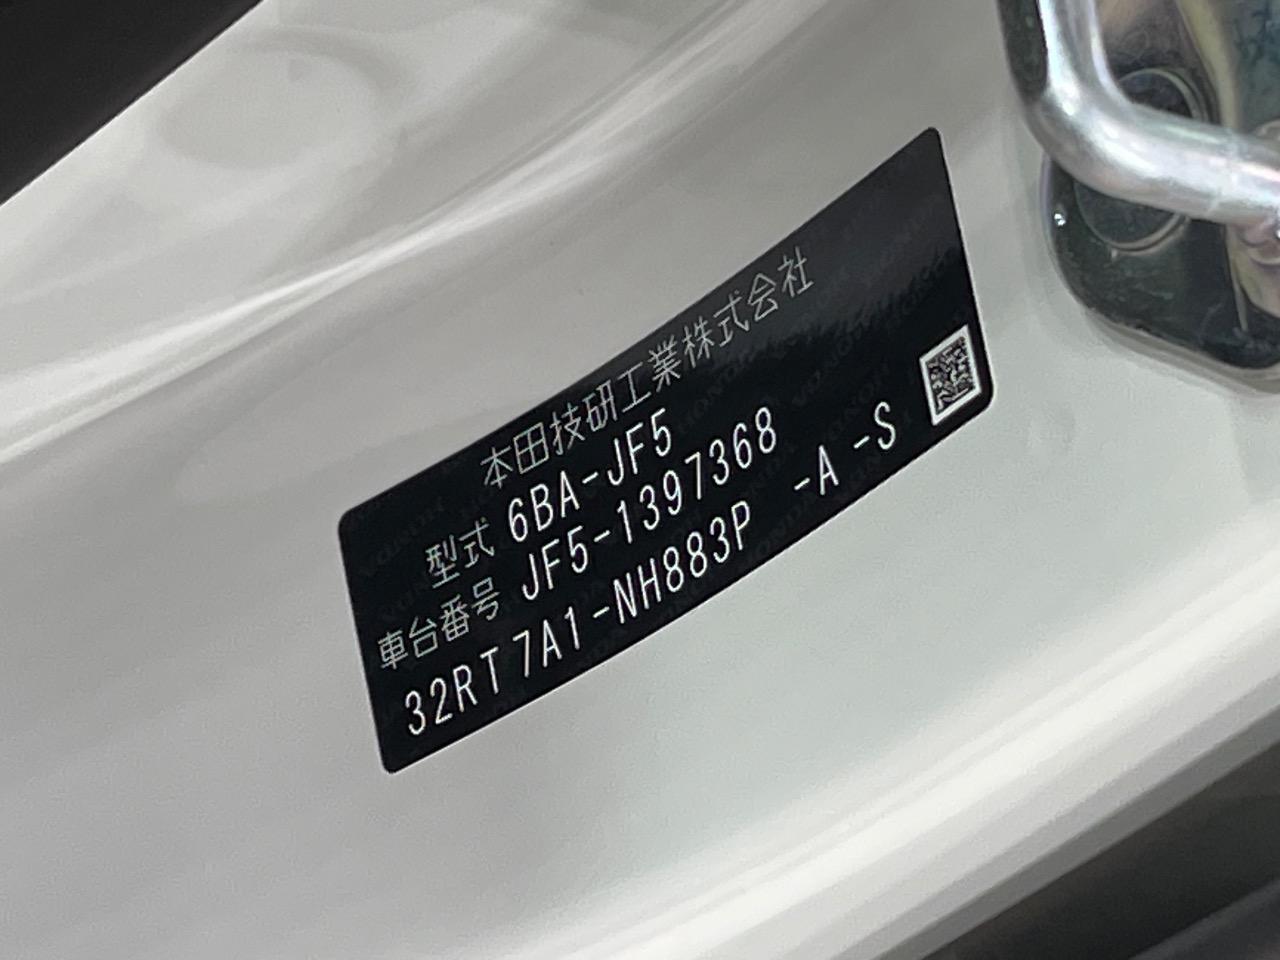 本田技研工業株式会社
型式 6BA-JF5
車台番号 JF5-1397368
32RT7A1-NH883P -A -S